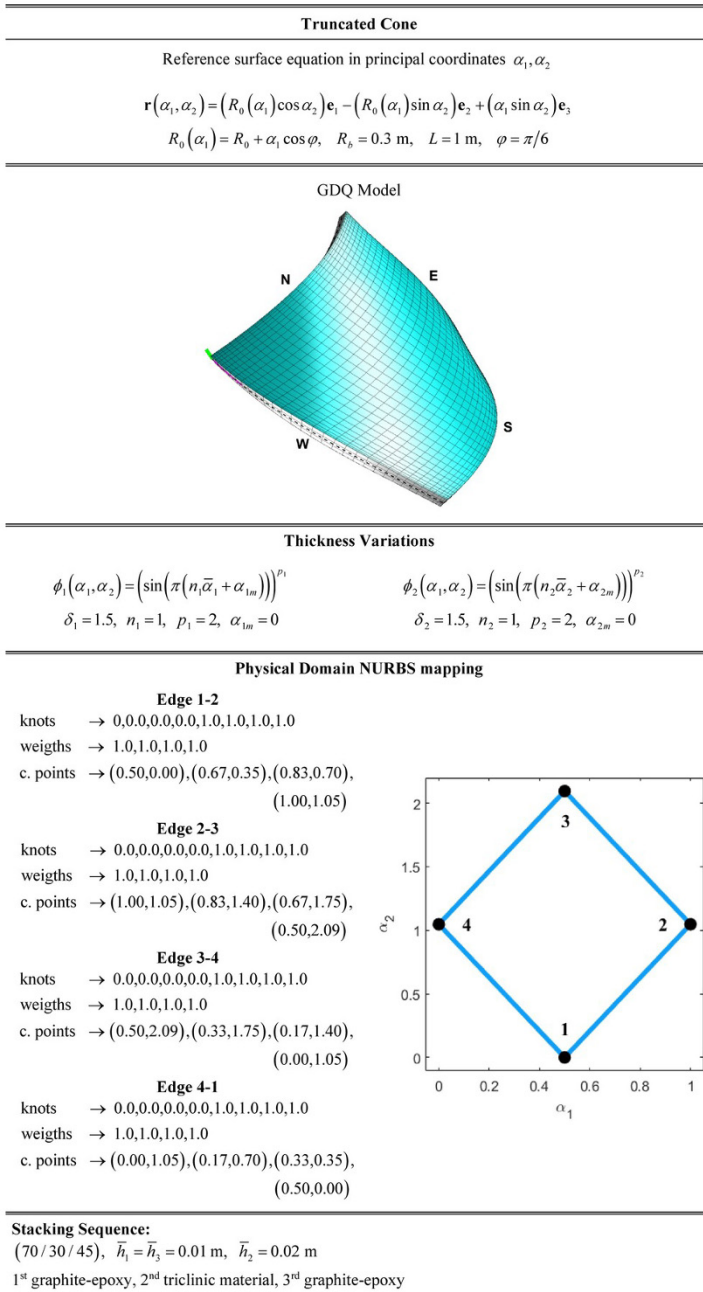 Truncated Cone
Reference surface equation in principal coordinates α₁,α₂
𝐫(α₁,α₂)=(R₀(α₁)cosα₂)𝐞₁−(R₀(α₁)sinα₂)𝐞₂+(α₁sinα₂)𝐞₃
R₀(α₁)=R₀+α₁cosφ, R_b=0.3 m, L=1 m, φ=π/6
GDQ Model
N
E
W
S
Thickness Variations
ϕ₁(α₁,α₂)=(sin(π(n₁ᾱ₁+α₁ₘ)))^p₁
δ₁=1.5, n₁=1, p₁=2, α₁ₘ=0
ϕ₂(α₁,α₂)=(sin(π(n₂ᾱ₂+α₂ₘ)))^p₂
δ₂=1.5, n₂=1, p₂=2, α₂ₘ=0
Physical Domain NURBS mapping
Edge 1-2
knots → 0,0.0,0.0,0.0,1.0,1.0,1.0,1.0
weigths → 1.0,1.0,1.0,1.0
c. points → (0.50,0.00),(0.67,0.35),(0.83,0.70),
(1.00,1.05)
Edge 2-3
knots → 0.0,0.0,0.0,0.0,1.0,1.0,1.0,1.0
weigths → 1.0,1.0,1.0,1.0
c. points → (1.00,1.05),(0.83,1.40),(0.67,1.75),
(0.50,2.09)
Edge 3-4
knots → 0.0,0.0,0.0,0.0,1.0,1.0,1.0,1.0
weigths → 1.0,1.0,1.0,1.0
c. points → (0.50,2.09),(0.33,1.75),(0.17,1.40),
(0.00,1.05)
Edge 4-1
knots → 0.0,0.0,0.0,0.0,1.0,1.0,1.0,1.0
weigths → 1.0,1.0,1.0,1.0
c. points → (0.00,1.05),(0.17,0.70),(0.33,0.35),
(0.50,0.00)
2
1.5
1
0.5
0
α₂
3
4
2
1
0 0.2 0.4 0.6 0.8 1
α₁
Stacking Sequence:
(70/30/45), h̄₁=h̄₃=0.01 m, h̄₂=0.02 m
1st graphite-epoxy, 2nd triclinic material, 3rd graphite-epoxy